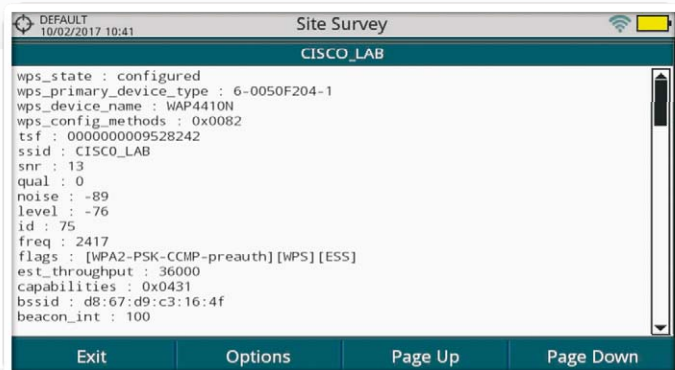 DEFAULT
10/02/2017 10:41
Site Survey
CISCO_LAB
wps_state : configured
wps_primary_device_type : 6-0050F204-1
wps_device_name : WAP4410N
wps_config_methods : 0x0082
tsf : 0000000009528242
ssid : CISCO_LAB
snr : 13
qual : 0
noise : -89
level : -76
id : 75
freq : 2417
flags : [WPA2-PSK-CCMP-preauth][WPS][ESS]
est_throughput : 36000
capabilities : 0x0431
bssid : d8:67:d9:c3:16:4f
beacon_int : 100
Exit
Options
Page Up
Page Down